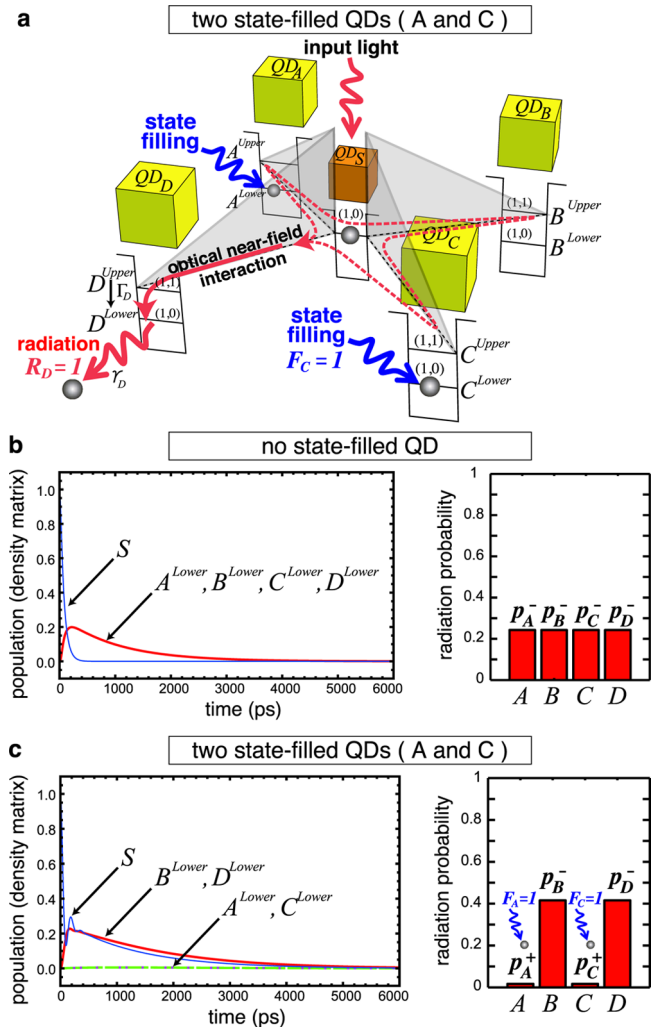 a
two state-filled QDs ( A and C )
input light
QD_A
QD_S
QD_B
QD_D
QD_C
state
filling
A^Upper
A^Lower
(1,0)
(1,1)
(1,0)
B^Upper
B^Lower
optical near-field
interaction
D^Upper
Γ_D
(1,1)
D^Lower
(1,0)
radiation
R_D = 1
γ_D
state
filling
F_C = 1
(1,1)
(1,0)
C^Upper
C^Lower
b
no state-filled QD
population (density matrix)
1.0
0.8
0.6
0.4
0.2
0.0
S
A^Lower, B^Lower, C^Lower, D^Lower
0 1000 2000 3000 4000 5000 6000
time (ps)
radiation probability
1
0.8
0.6
0.4
0.2
0
p_A^- p_B^- p_C^- p_D^-
A B C D
c
two state-filled QDs ( A and C )
population (density matrix)
1.0
0.8
0.6
0.4
0.2
0.0
S
B^Lower, D^Lower
A^Lower, C^Lower
0 1000 2000 3000 4000 5000 6000
time (ps)
radiation probability
1
0.8
0.6
0.4
0.2
0
p_B^- p_D^-
F_A=1 F_C=1
p_A^+ p_C^+
A B C D